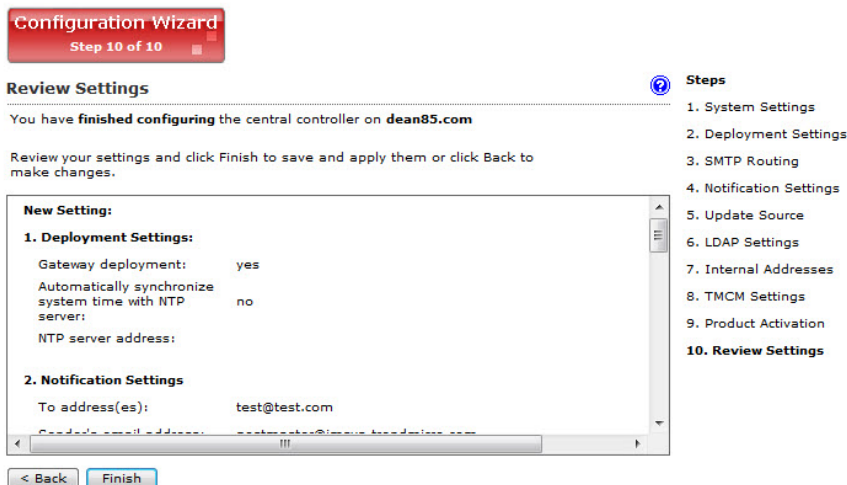 Configuration Wizard
Step 10 of 10
Review Settings
You have finished configuring the central controller on dean85.com
Review your settings and click Finish to save and apply them or click Back to
make changes.
New Setting:
1. Deployment Settings:
Gateway deployment: yes
Automatically synchronize
system time with NTP no
server:
NTP server address:
2. Notification Settings
To address(es): test@test.com
Sender's email address:
< Back Finish
Steps
1. System Settings
2. Deployment Settings
3. SMTP Routing
4. Notification Settings
5. Update Source
6. LDAP Settings
7. Internal Addresses
8. TMCM Settings
9. Product Activation
10. Review Settings